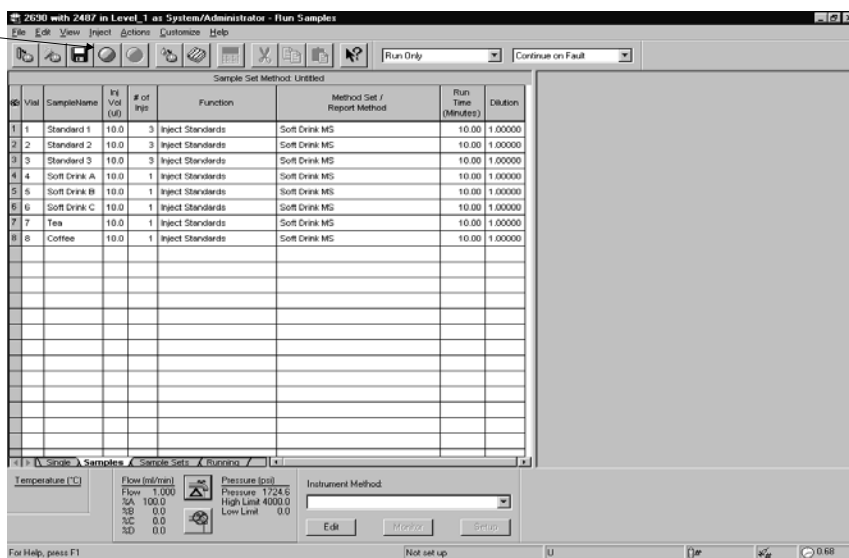 2690 with 2487 in Level_1 as System/Administrator - Run Samples
File Edit View Inject Actions Customize Help
Run Only Continue on Fault
Sample Set Method: Untitled
Vial SampleName Inj Vol (ul) # of Injs Function Method Set / Report Method Run Time (Minutes) Dilution
1 1 Standard 1 10.0 3 Inject Standards Soft Drink MS 10.00 1.00000
2 2 Standard 2 10.0 3 Inject Standards Soft Drink MS 10.00 1.00000
3 3 Standard 3 10.0 3 Inject Standards Soft Drink MS 10.00 1.00000
4 4 Soft Drink A 10.0 1 Inject Standards Soft Drink MS 10.00 1.00000
5 5 Soft Drink B 10.0 1 Inject Standards Soft Drink MS 10.00 1.00000
6 6 Soft Drink C 10.0 1 Inject Standards Soft Drink MS 10.00 1.00000
7 7 Tea 10.0 1 Inject Standards Soft Drink MS 10.00 1.00000
8 8 Coffee 10.0 1 Inject Standards Soft Drink MS 10.00 1.00000
Single Samples Sample Sets Running
Temperature (°C)
Flow (ml/min)
Flow 1.000
%A 100.0
%B 0.0
%C 0.0
%D 0.0
Pressure (psi)
Pressure 1724.6
High Limit 4000.0
Low Limit 0.0
Instrument Method:
Edit Monitor Setup
For Help, press F1 Not set up U 0.68